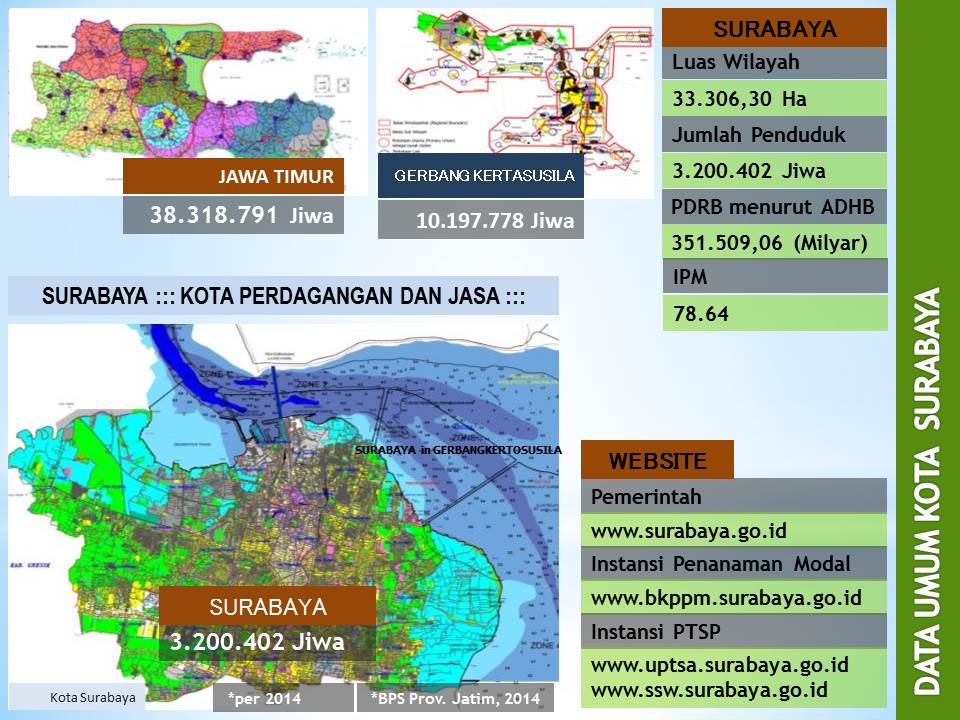 JAWA TIMUR
38.318.791 Jiwa
GERBANG KERTASUSILA
10.197.778 Jiwa
SURABAYA
Luas Wilayah
33.306,30 Ha
Jumlah Penduduk
3.200.402 Jiwa
PDRB menurut ADHB
351.509,06 (Milyar)
IPM
78.64
SURABAYA ::: KOTA PERDAGANGAN DAN JASA :::
ZONE 2
SURABAYA in GERBANGKERTOSUSILA
KAB. GRESIK
SURABAYA
3.200.402 Jiwa
Kota Surabaya
*per 2014
*BPS Prov. Jatim, 2014
WEBSITE
Pemerintah
www.surabaya.go.id
Instansi Penanaman Modal
www.bkppm.surabaya.go.id
Instansi PTSP
www.uptsa.surabaya.go.id
www.ssw.surabaya.go.id
DATA UMUM KOTA SURABAYA